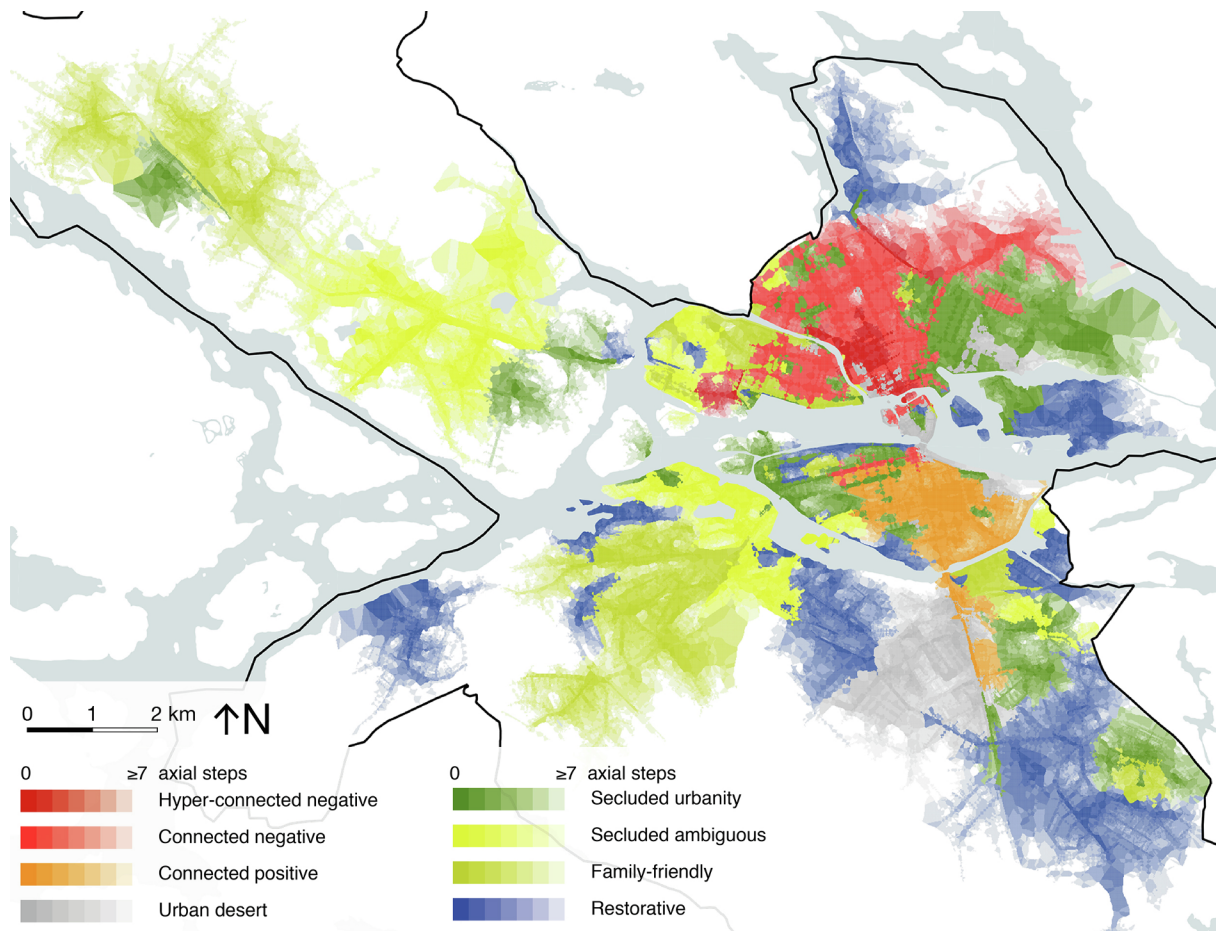 0 1 2 km ↑N
0 ≥7 axial steps
Hyper-connected negative
Connected negative
Connected positive
Urban desert
0 ≥7 axial steps
Secluded urbanity
Secluded ambiguous
Family-friendly
Restorative